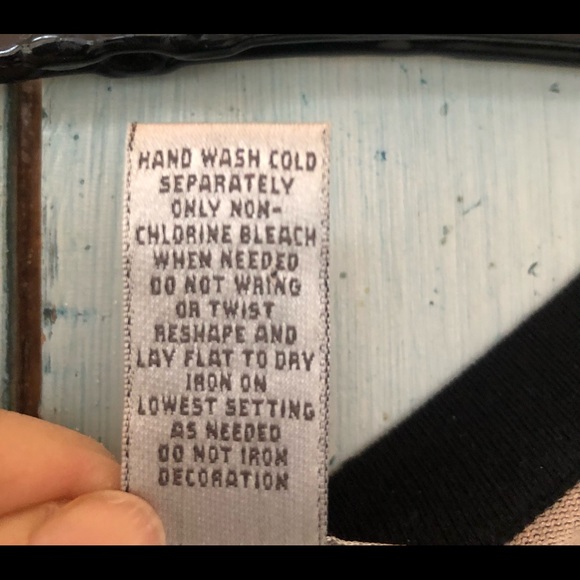 HAND WASH COLD
SEPARATELY
ONLY NON-
CHLORINE BLEACH
WHEN NEEDED
DO NOT WRING
OR TWIST
RESHAPE AND
LAY FLAT TO DRY
IRON ON
LOWEST SETTING
AS NEEDED
DO NOT IRON
DECORATION